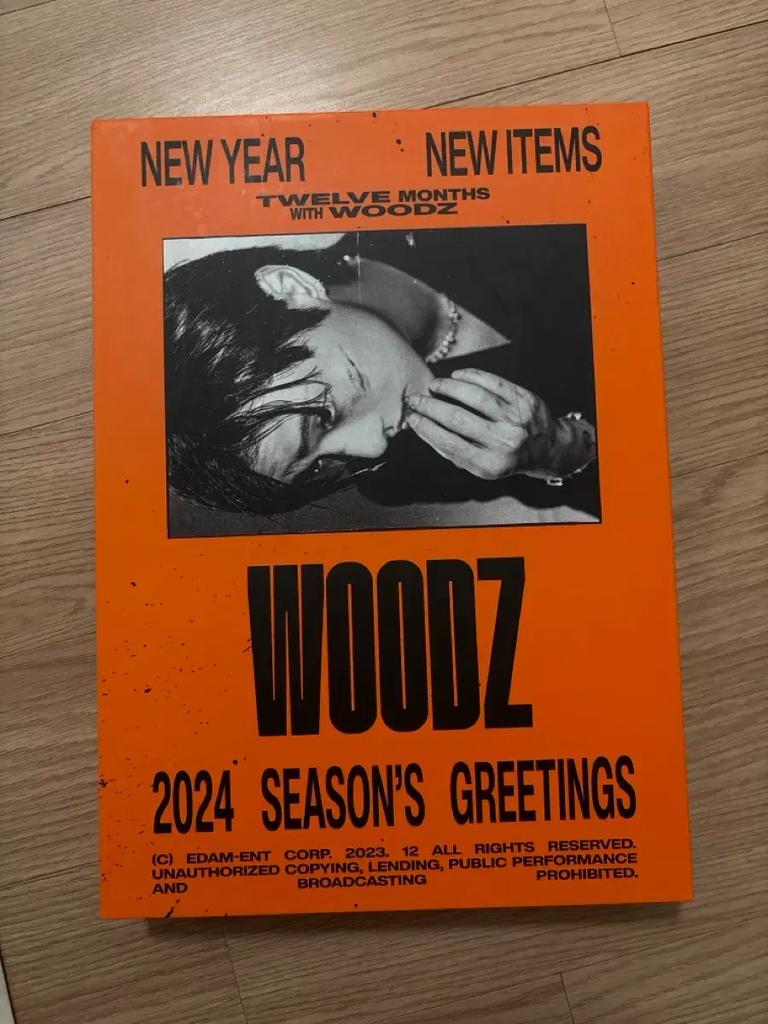 NEW YEAR NEW ITEMS
TWELVE MONTHS
WITH WOODZ
WOODZ
2024 SEASON'S GREETINGS
(C) EDAM-ENT CORP. 2023. 12 ALL RIGHTS RESERVED.
UNAUTHORIZED COPYING, LENDING, PUBLIC PERFORMANCE
AND BROADCASTING PROHIBITED.